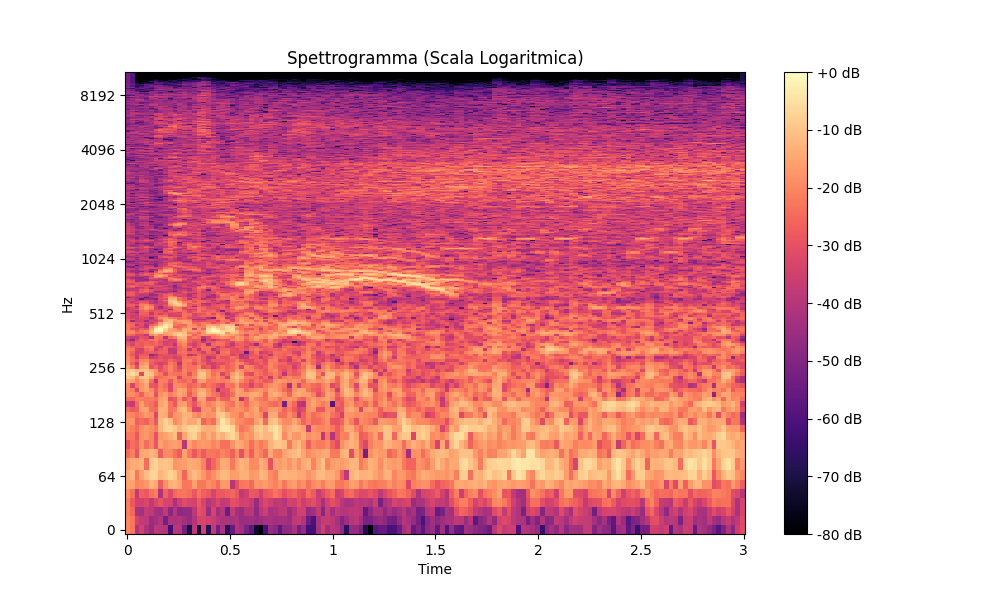 Spettrogramma (Scala Logaritmica)
Hz
8192
4096
2048
1024
512
256
128
64
0
0
0.5
1
1.5
2
2.5
3
Time
+0 dB
-10 dB
-20 dB
-30 dB
-40 dB
-50 dB
-60 dB
-70 dB
-80 dB